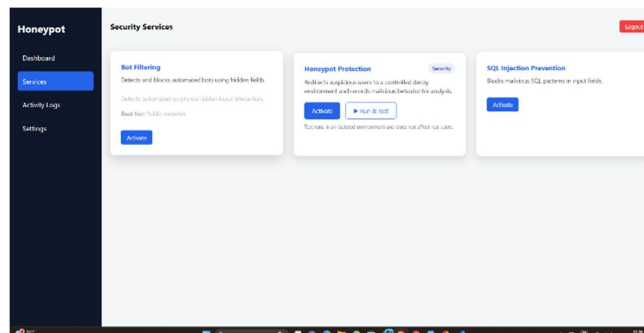 Honeypot
Security Services
Logout
Dashboard
Services
Activity Logs
Settings
Bot Filtering
Detects and blocks automated bots using hidden fields.
Detects automated scripts via hidden input interactions.
Best for: Public websites
Activate
Honeypot Protection
Security
Redirects suspicious users to a controlled decoy
environment and records malicious behavior for analysis.
Activate
▶ Run & Test
Test runs in an isolated environment and does not affect real users.
SQL Injection Prevention
Blocks malicious SQL patterns in input fields.
Activate